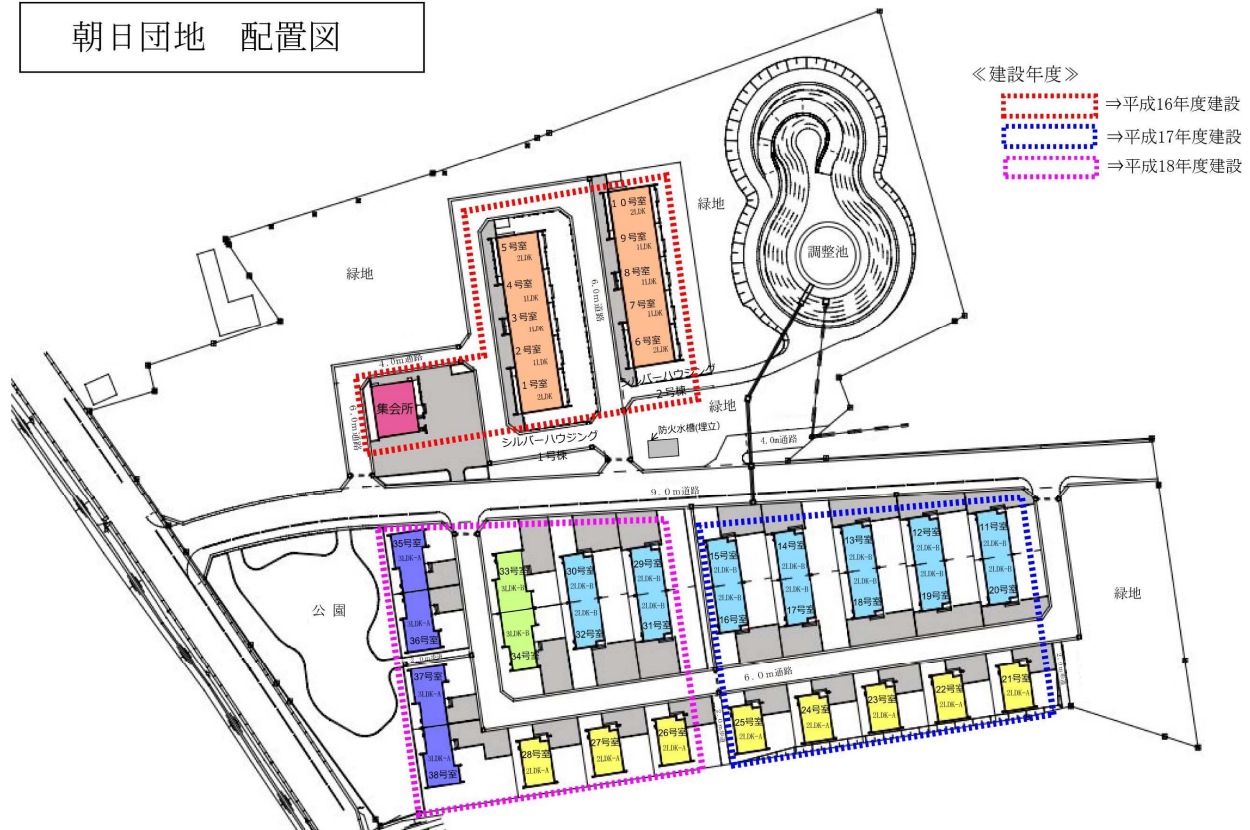 朝日団地 配置図
≪建設年度≫
⇒平成16年度建設
⇒平成17年度建設
⇒平成18年度建設
緑地
緑地
調整池
5号室
2LDK
4号室
1LDK
3号室
1LDK
2号室
1LDK
1号室
2LDK
6.0m道路
10号室
2LDK
9号室
1LDK
8号室
1LDK
7号室
1LDK
6号室
2LDK
4.0m通路
集会所
6.0m道路
シルバーハウジング
1号棟
シルバーハウジング
2号棟
緑地
防火水槽(埋立)
4.0m通路
9.0m道路
公園
35号室
3LDK-A
3LDK-A
36号室
37号室
3LDK-A
3LDK-A
38号室
33号室
3LDK-B
3LDK-B
34号室
30号室
2LDK-B
2LDK-B
32号室
29号室
2LDK-B
2LDK-B
31号室
15号室
2LDK-B
2LDK-B
16号室
14号室
2LDK-B
2LDK-B
17号室
13号室
2LDK-B
2LDK-B
18号室
12号室
2LDK-B
2LDK-B
19号室
11号室
2LDK-B
2LDK-B
20号室
緑地
6.0m道路
28号室
2LDK-A
27号室
2LDK-A
26号室
2LDK-A
25号室
2LDK-A
24号室
2LDK-A
23号室
2LDK-A
22号室
2LDK-A
21号室
2LDK-A